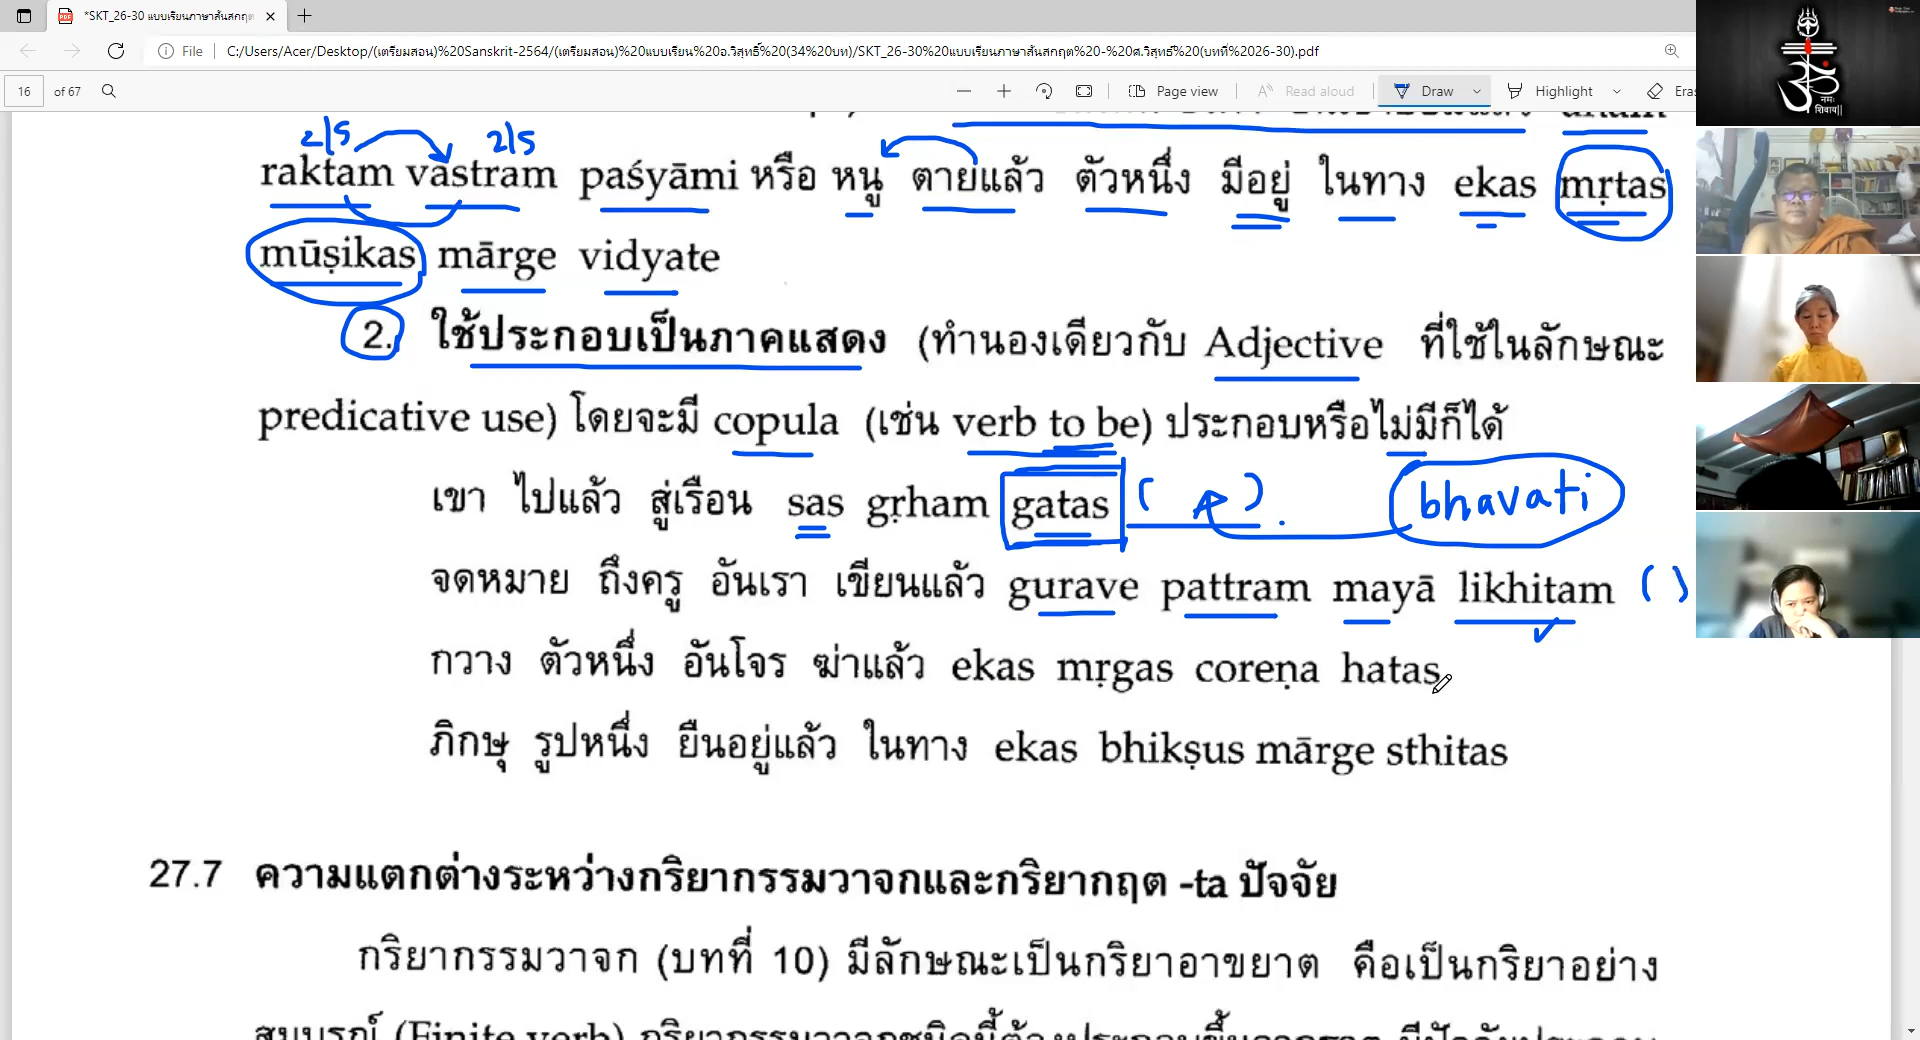 *SKT_26-30 แบบเรียนภาษาสันสกฤต
File C:/Users/Acer/Desktop/(เตรียมสอน)%20Sanskrit-2564/(เตรียมสอน)%20แบบเรียน%20อ.วิสุทธิ์%20(34%20บท)/SKT_26-30%20แบบเรียนภาษาสันสกฤต%20-%20ศ.วิสุทธ์%20(บทที่%2026-30).pdf
16 of 67 Page view Read aloud Draw Highlight Eras
2/5 2/5
raktam vastram paśyāmi หรือ หนู ตายแล้ว ตัวหนึ่ง มีอยู่ ในทาง ekas mṛtas
mūṣikas mārge vidyate
2. ใช้ประกอบเป็นภาคแสดง (ทำนองเดียวกับ Adjective ที่ใช้ในลักษณะ
predicative use) โดยจะมี copula (เช่น verb to be) ประกอบหรือไม่มีก็ได้
เขา ไปแล้ว สู่เรือน sas gṛham gatas ( ) . bhavati
จดหมาย ถึงครู อันเรา เขียนแล้ว gurave pattram mayā likhitam ( )
กวาง ตัวหนึ่ง อันโจร ฆ่าแล้ว ekas mṛgas coreṇa hatas
ภิกษุ รูปหนึ่ง ยืนอยู่แล้ว ในทาง ekas bhikṣus mārge sthitas
27.7 ความแตกต่างระหว่างกริยากรรมวาจกและกริยากฤต -ta ปัจจัย
กริยากรรมวาจก (บทที่ 10) มีลักษณะเป็นกริยาอาขยาต คือเป็นกริยาอย่าง
สมบูรณ์ (Finite verb)
नमः
शिवाय||